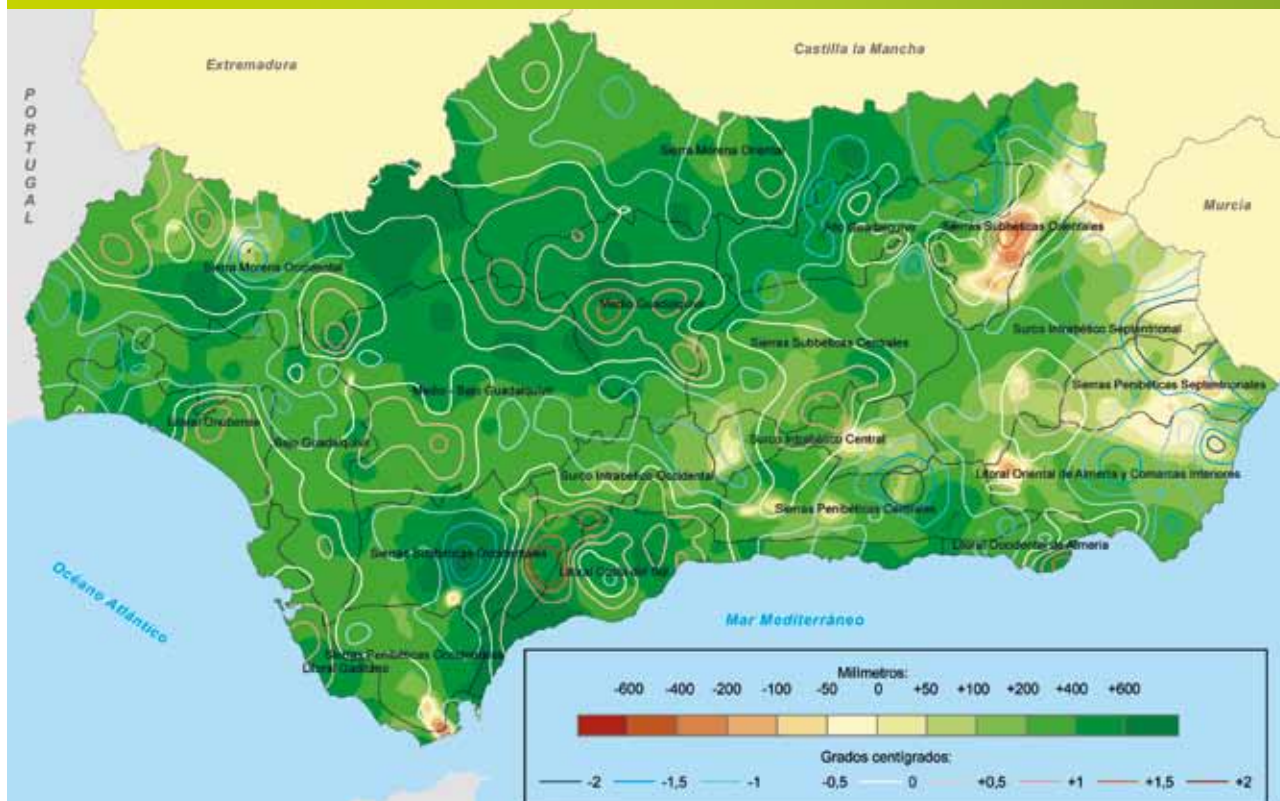 Extremadura
Castilla la Mancha
PORTUGAL
Murcia
Sierra Morena Oriental
Alto Guadalquivir
Sierras Subbéticas Orientales
Sierra Morena Occidental
Medio Guadalquivir
Surco Intrabético Septentrional
Sierras Subbéticas Centrales
Sierras Penibéticas Septentrionales
Medio - Bajo Guadalquivir
Litoral Onubense
Bajo Guadalquivir
Surco Intrabético Central
Surco Intrabético Occidental
Litoral Oriental de Almería y Comarcas Interiores
Sierras Penibéticas Centrales
Litoral Occidental de Almería
Sierras Subbéticas Occidentales
Litoral Costa del Sol
Océano Atlántico
Mar Mediterráneo
Sierras Penibéticas Occidentales
Litoral Gaditano
Milímetros:
-600 -400 -200 -100 -50 0 +50 +100 +200 +400 +600
Grados centígrados:
-2 -1,5 -1 -0,5 0 +0,5 +1 +1,5 +2